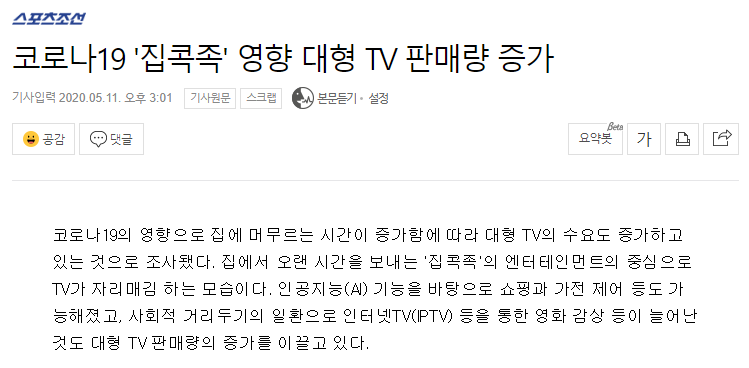 스포츠조선
코로나19 '집콕족' 영향 대형 TV 판매량 증가
기사입력 2020.05.11. 오후 3:01 기사원문 스크랩 본문듣기 · 설정
공감 댓글 요약봇 Beta 가
코로나19의 영향으로 집에 머무르는 시간이 증가함에 따라 대형 TV의 수요도 증가하고
있는 것으로 조사됐다. 집에서 오랜 시간을 보내는 '집콕족'의 엔터테인먼트의 중심으로
TV가 자리매김 하는 모습이다. 인공지능(AI) 기능을 바탕으로 쇼핑과 가전 제어 등도 가
능해졌고, 사회적 거리두기의 일환으로 인터넷TV(IPTV) 등을 통한 영화 감상 등이 늘어난
것도 대형 TV 판매량의 증가를 이끌고 있다.